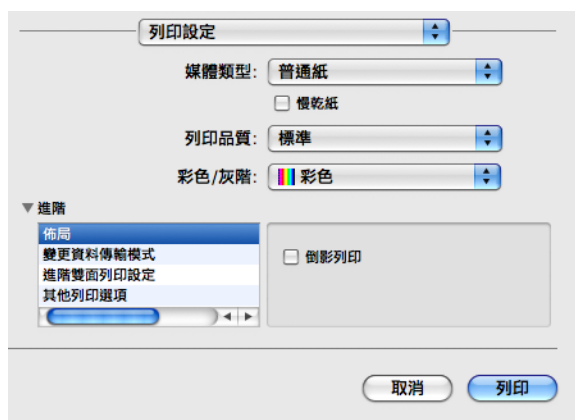 列印設定
媒體類型: 普通紙
慢乾紙
列印品質: 標準
彩色/灰階: 彩色
進階
佈局
變更資料傳輸模式
進階雙面列印設定
其他列印選項
倒影列印
取消 列印